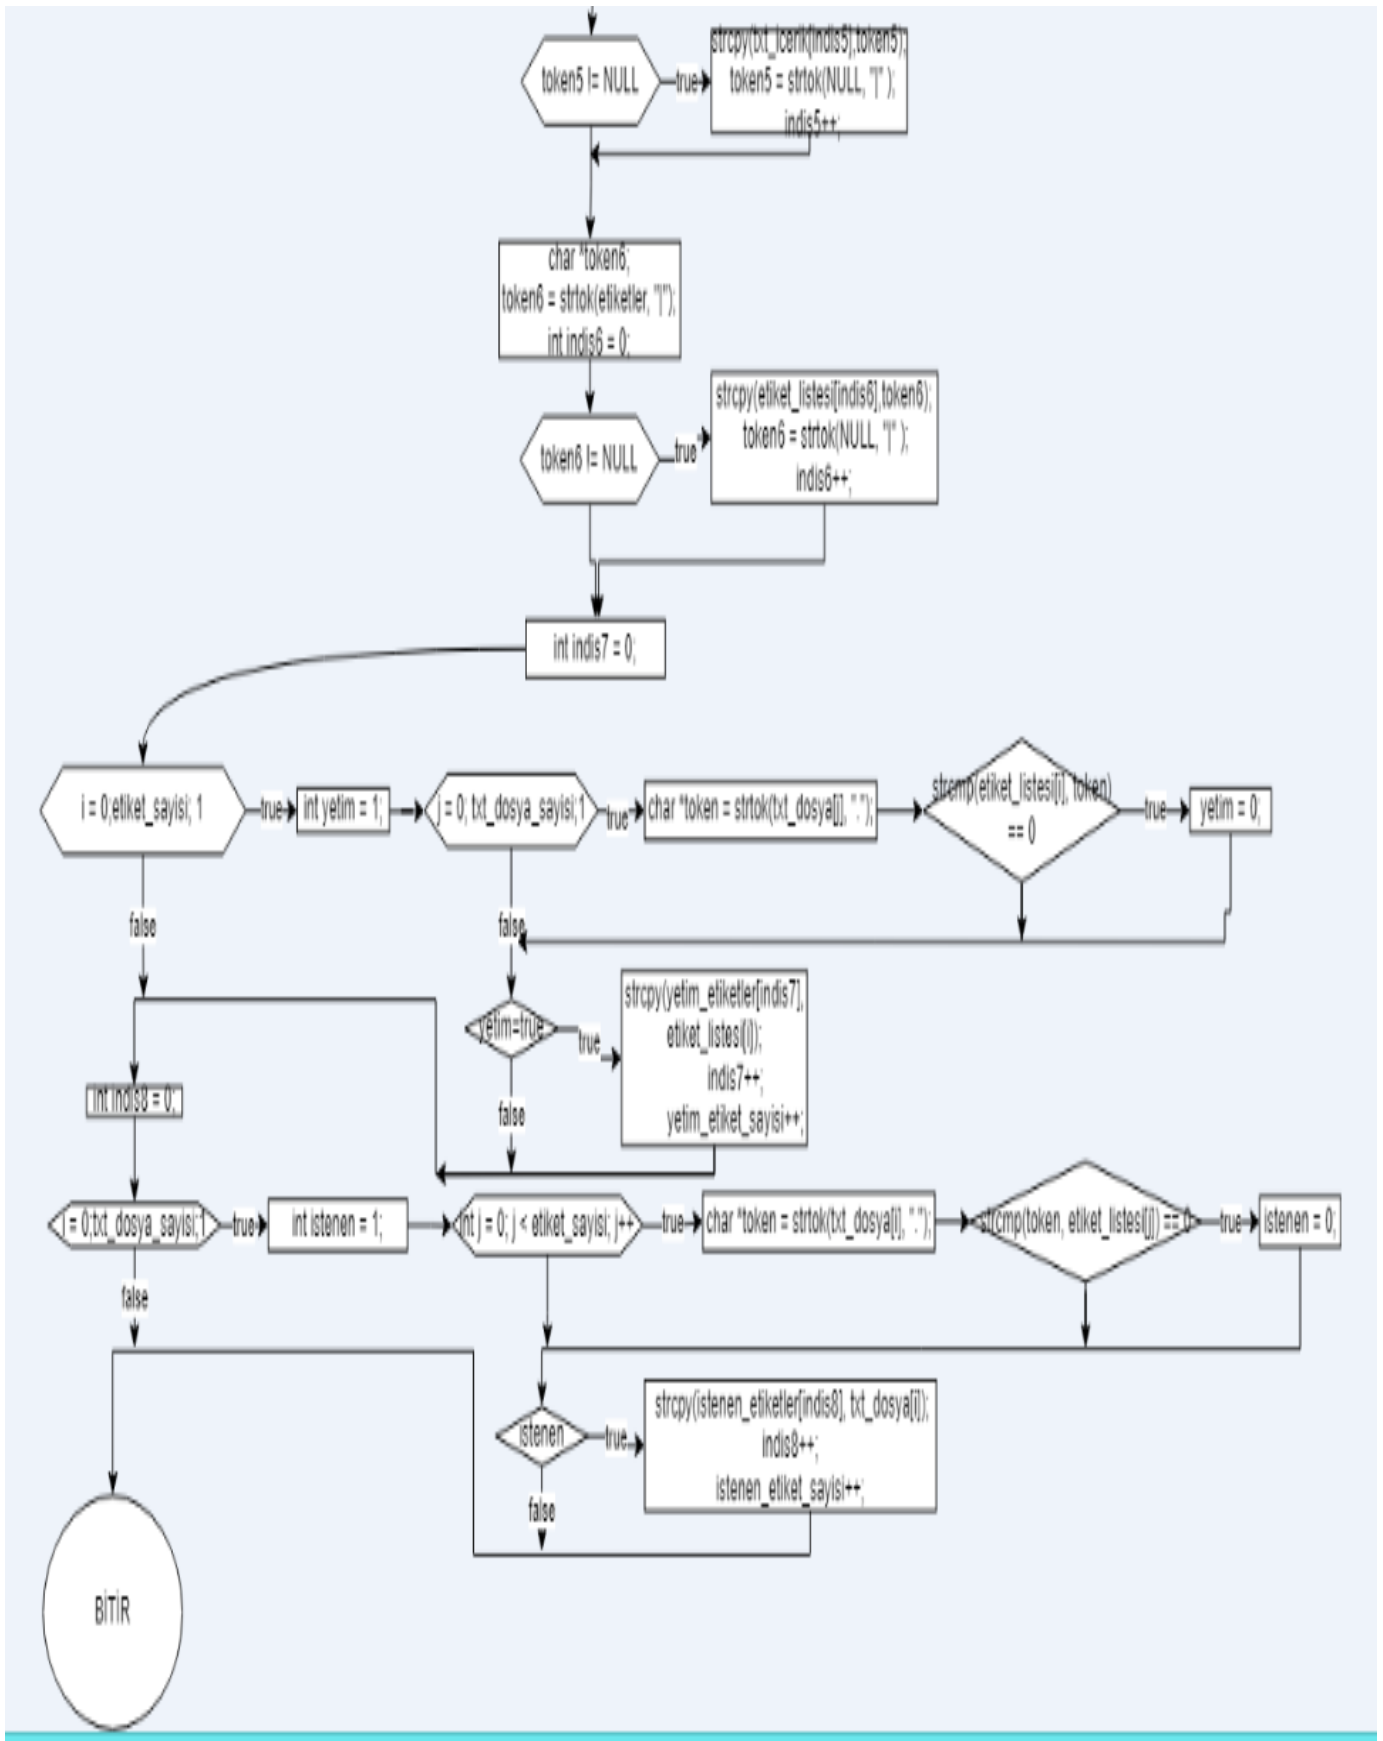 token5 != NULL
true
strcpy(txt_icerik[indis5],token5);
token5 = strtok(NULL, "|" );
indis5++;
char *token6;
token6 = strtok(etiketler, "|");
int indis6 = 0;
token6 != NULL
true
strcpy(etiket_listesi[indis6],token6);
token6 = strtok(NULL, "|" );
indis6++;
int indis7 = 0;
i = 0;etiket_sayisi; 1
true
int yetim = 1;
j = 0; txt_dosya_sayisi;1
true
char *token = strtok(txt_dosya[j], ".");
strcmp(etiket_listesi[i], token)
== 0
true
yetim = 0;
false
false
yetim=true
true
strcpy(yetim_etiketler[indis7],
etiket_listesi[i]);
indis7++;
yetim_etiket_sayisi++;
false
int indis8 = 0;
i = 0;txt_dosya_sayisi;1
true
int istenen = 1;
int j = 0; j < etiket_sayisi; j++
true
char *token = strtok(txt_dosya[i], ".");
strcmp(token, etiket_listesi[j]) == 0
true
istenen = 0;
false
istenen
true
strcpy(istenen_etiketler[indis8], txt_dosya[i]);
indis8++;
istenen_etiket_sayisi++;
false
BİTİR